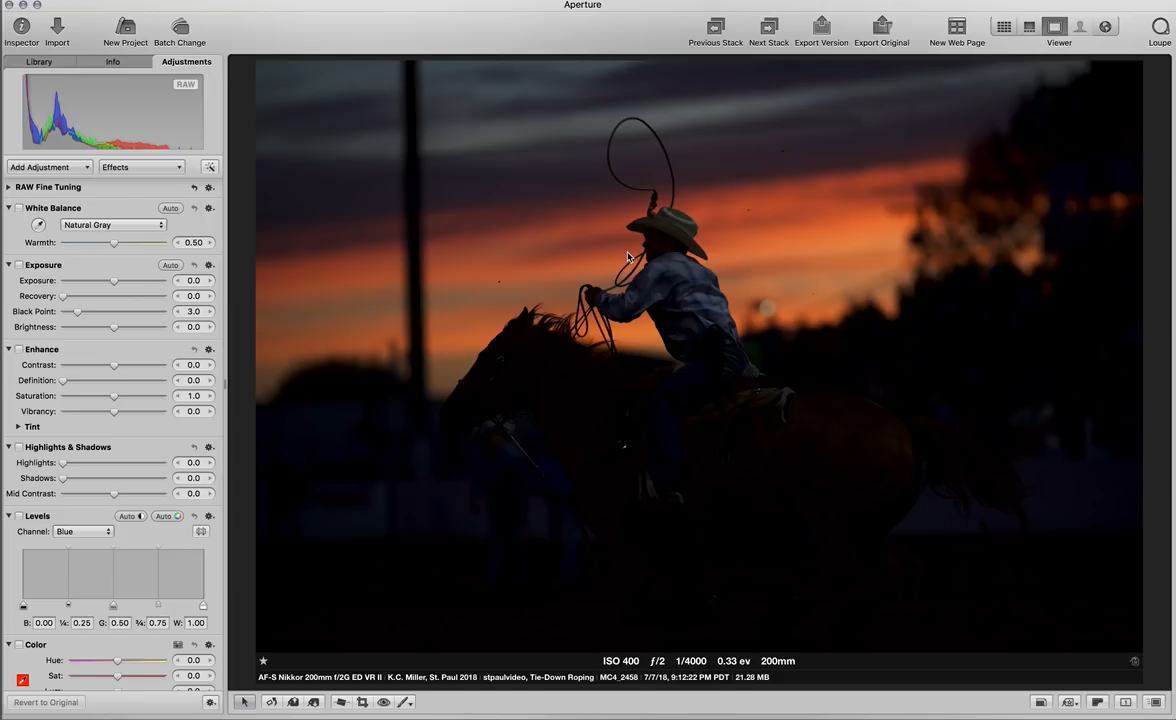 Aperture
Inspector Import New Project Batch Change Previous Stack Next Stack Export Version Export Original New Web Page Viewer Loupe
Library Info Adjustments
RAW
Add Adjustment Effects
RAW Fine Tuning
White Balance Auto
Natural Gray
Warmth: 0.50
Exposure Auto
Exposure: 0.0
Recovery: 0.0
Black Point: 3.0
Brightness: 0.0
Enhance
Contrast: 0.0
Definition: 0.0
Saturation: 1.0
Vibrancy: 0.0
Tint
Highlights & Shadows
Highlights: 0.0
Shadows: 0.0
Mid Contrast: 0.0
Levels Auto Auto
Channel: Blue
B: 0.00 ¼: 0.25 G: 0.50 ¾: 0.75 W: 1.00
Color
Hue: 0.0
Sat: 0.0
ISO 400 ƒ/2 1/4000 0.33 ev 200mm
AF-S Nikkor 200mm f/2G ED VR II K.C. Miller, St. Paul 2018 stpaulvideo, Tie-Down Roping MC4_2458 7/7/18, 9:12:22 PM PDT 21.28 MB
Revert to Original